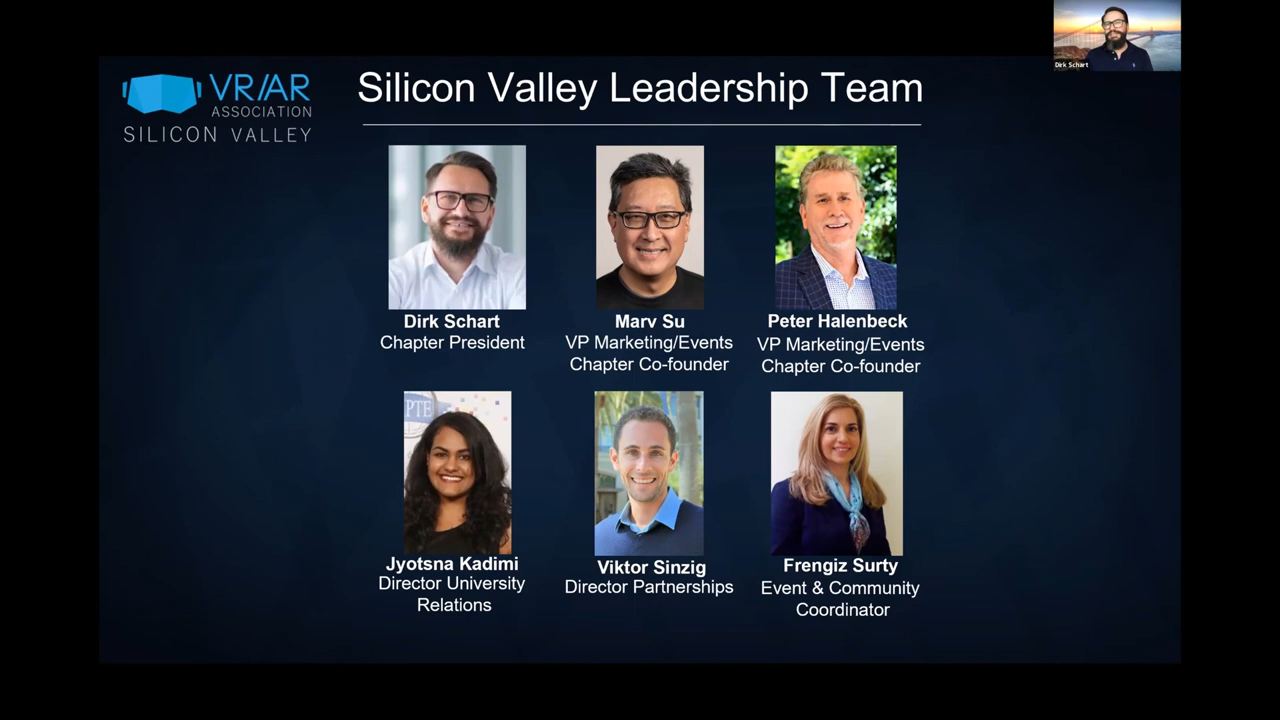 Dirk Schart
VR/AR
ASSOCIATION
SILICON VALLEY
Silicon Valley Leadership Team
Dirk Schart
Chapter President
Marv Su
VP Marketing/Events
Chapter Co-founder
Peter Halenbeck
VP Marketing/Events
Chapter Co-founder
PTE
Jyotsna Kadimi
Director University
Relations
Viktor Sinzig
Director Partnerships
Frengiz Surty
Event & Community
Coordinator